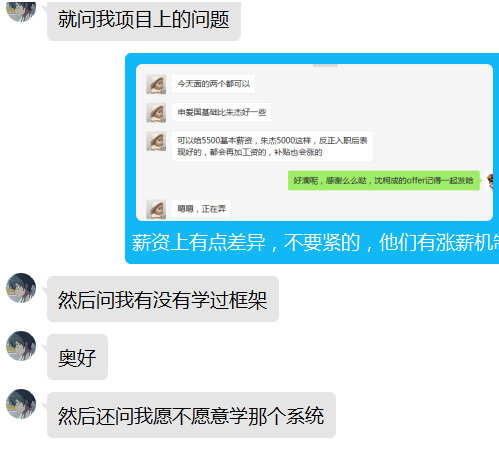 就问我项目上的问题
今天面的两个都可以
申爱国基础比朱杰好一些
可以给5500基本薪资，朱杰5000这样，反正入职后表
现好的，都会再加工资的，补贴也会涨的
好滴呢，感谢么么哒，沈柯成的offer记得一起发给
嗯嗯，正在弄
薪资上有点差异，不要紧的，他们有涨薪机制
然后问我有没有学过框架
奥好
然后还问我愿不愿意学那个系统